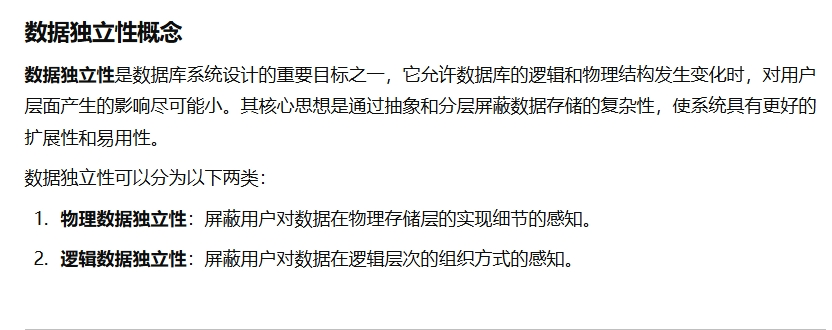 数据独立性概念
数据独立性是数据库系统设计的重要目标之一，它允许数据库的逻辑和物理结构发生变化时，对用户
层面产生的影响尽可能小。其核心思想是通过抽象和分层屏蔽数据存储的复杂性，使系统具有更好的
扩展性和易用性。
数据独立性可以分为以下两类：
1. 物理数据独立性：屏蔽用户对数据在物理存储层的实现细节的感知。
2. 逻辑数据独立性：屏蔽用户对数据在逻辑层次的组织方式的感知。